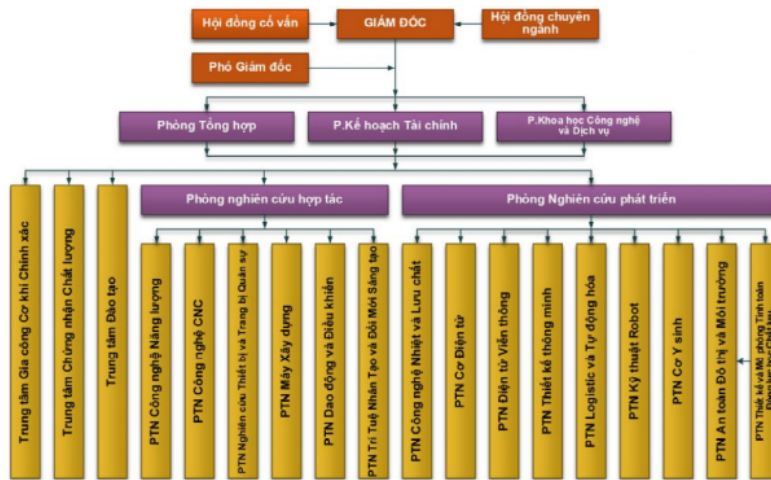 Hội đồng cố vấn
GIÁM ĐỐC
Hội đồng chuyên
ngành
Phó Giám đốc
Phòng Tổng hợp
P.Kế hoạch Tài chính
P.Khoa học Công nghệ
và Dịch vụ
Phòng nghiên cứu hợp tác
Phòng Nghiên cứu phát triển
Trung tâm Gia công Cơ khí Chính xác
Trung tâm Chứng nhận Chất lượng
Trung tâm Đào tạo
PTN Công nghệ Năng lượng
PTN Công nghệ CNC
PTN Nghiên cứu Thiết bị và Trang bị Quân sự
PTN Máy Xây dựng
PTN Dao động và Điều khiển
PTN Trí Tuệ Nhân Tạo và Đổi Mới Sáng tạo
PTN Công nghệ Nhiệt và Lưu chất
PTN Cơ Điện tử
PTN Điện tử Viễn thông
PTN Thiết kế thông minh
PTN Logistic và Tự động hóa
PTN Kỹ thuật Robot
PTN Cơ Y sinh
PTN An toàn Đô thị và Môi trường
PTN Thiết kế và Mô phỏng Tính toán